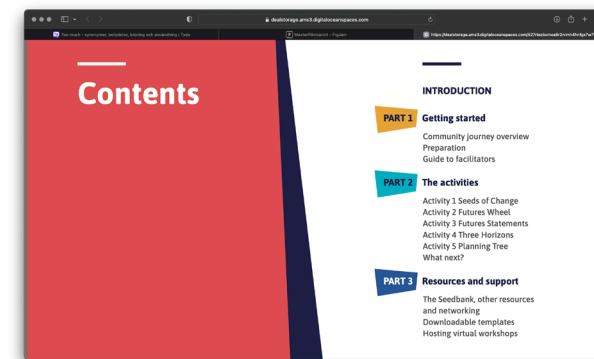 dealstorage.ams3.digitaloceanspaces.com
Contents
INTRODUCTION
PART 1 Getting started
Community journey overview
Preparation
Guide to facilitators
PART 2 The activities
Activity 1 Seeds of Change
Activity 2 Futures Wheel
Activity 3 Futures Statements
Activity 4 Three Horizons
Activity 5 Planning Tree
What next?
PART 3 Resources and support
The Seedbank, other resources
and networking
Downloadable templates
Hosting virtual workshops